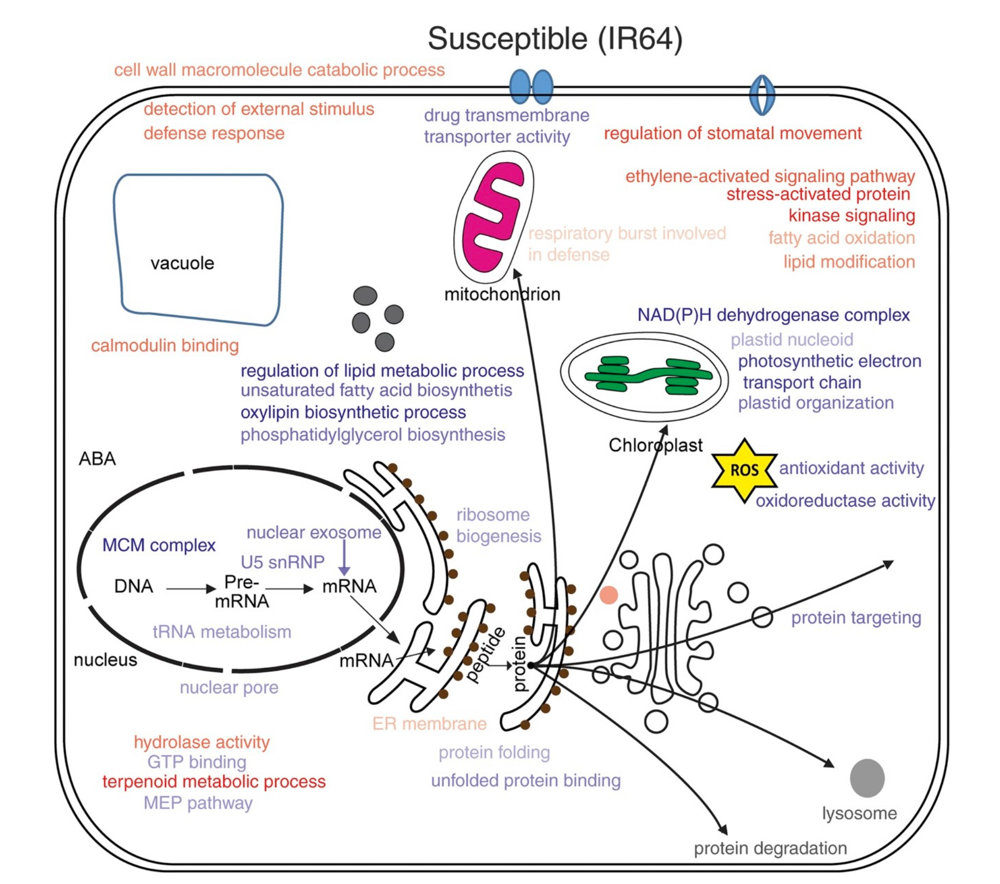 Susceptible (IR64)
cell wall macromolecule catabolic process
detection of external stimulus
defense response
drug transmembrane
transporter activity
regulation of stomatal movement
ethylene-activated signaling pathway
stress-activated protein
kinase signaling
fatty acid oxidation
lipid modification
respiratory burst involved
in defense
vacuole
mitochondrion
calmodulin binding
NAD(P)H dehydrogenase complex
plastid nucleoid
photosynthetic electron
transport chain
plastid organization
regulation of lipid metabolic process
unsaturated fatty acid biosynthetis
oxylipin biosynthetic process
phosphatidylglycerol biosynthesis
Chloroplast
ABA
ROS
antioxidant activity
oxidoreductase activity
ribosome
biogenesis
nuclear exosome
MCM complex
U5 snRNP
DNA
Pre-
mRNA
mRNA
tRNA metabolism
nucleus
mRNA
peptide
protein
protein targeting
nuclear pore
ER membrane
protein folding
unfolded protein binding
hydrolase activity
GTP binding
terpenoid metabolic process
MEP pathway
lysosome
protein degradation